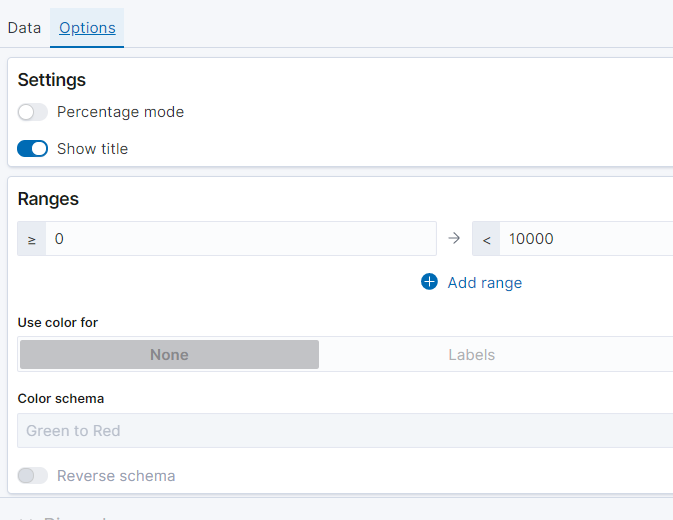 Data Options
Settings
Percentage mode
Show title
Ranges
≥ 0 → < 10000
Add range
Use color for
None Labels
Color schema
Green to Red
Reverse schema